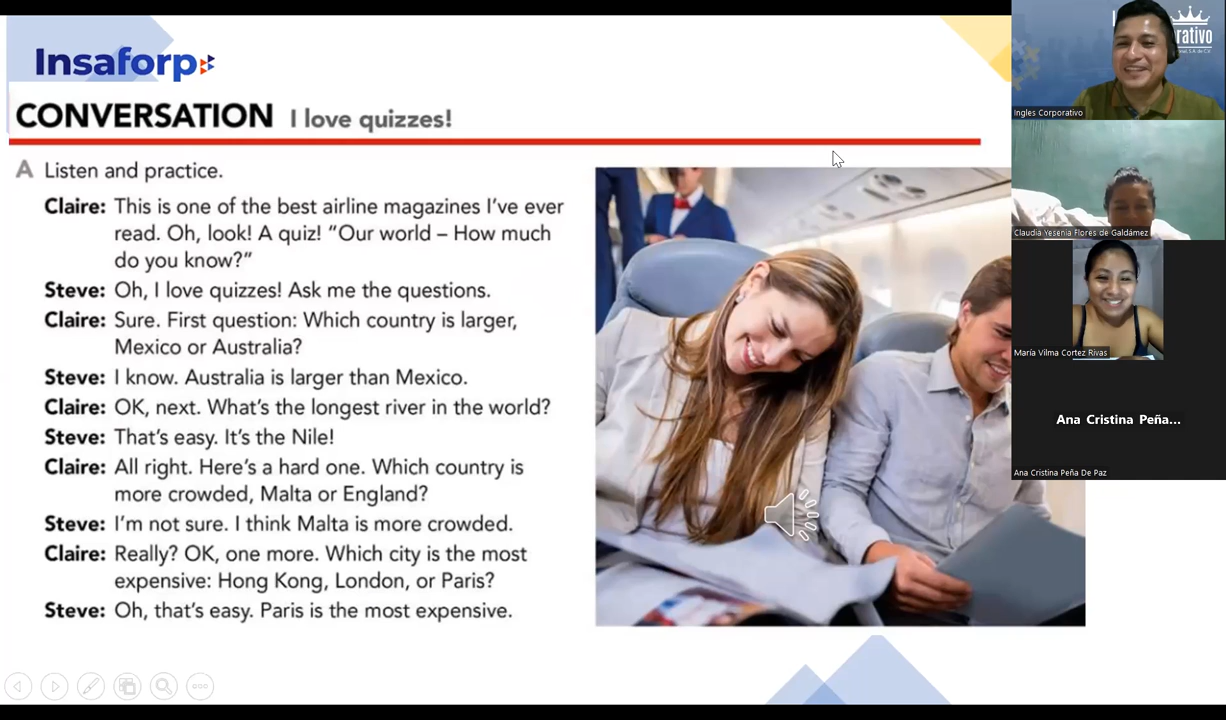 Insaforp
CONVERSATION I love quizzes!
A Listen and practice.
Claire: This is one of the best airline magazines I've ever
read. Oh, look! A quiz! “Our world – How much
do you know?”
Steve: Oh, I love quizzes! Ask me the questions.
Claire: Sure. First question: Which country is larger,
Mexico or Australia?
Steve: I know. Australia is larger than Mexico.
Claire: OK, next. What's the longest river in the world?
Steve: That's easy. It's the Nile!
Claire: All right. Here's a hard one. Which country is
more crowded, Malta or England?
Steve: I'm not sure. I think Malta is more crowded.
Claire: Really? OK, one more. Which city is the most
expensive: Hong Kong, London, or Paris?
Steve: Oh, that's easy. Paris is the most expensive.
Ingles Corporativo
Claudia Yesenia Flores de Galdámez
María Vilma Cortez Rivas
Ana Cristina Peña...
Ana Cristina Peña De Paz